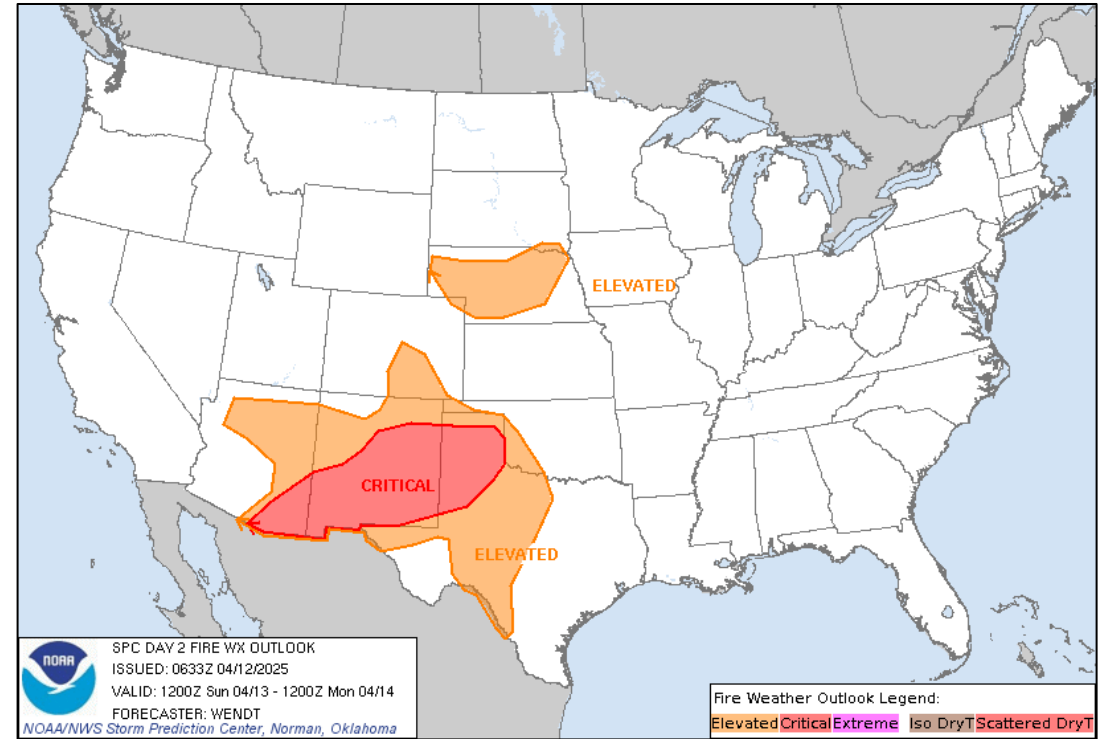 ELEVATED
CRITICAL
ELEVATED
NOAA
SPC DAY 2 FIRE WX OUTLOOK
ISSUED: 0633Z 04/12/2025
VALID: 1200Z Sun 04/13 - 1200Z Mon 04/14
FORECASTER: WENDT
NOAA/NWS Storm Prediction Center, Norman, Oklahoma
Fire Weather Outlook Legend:
Elevated Critical Extreme Iso DryT Scattered DryT